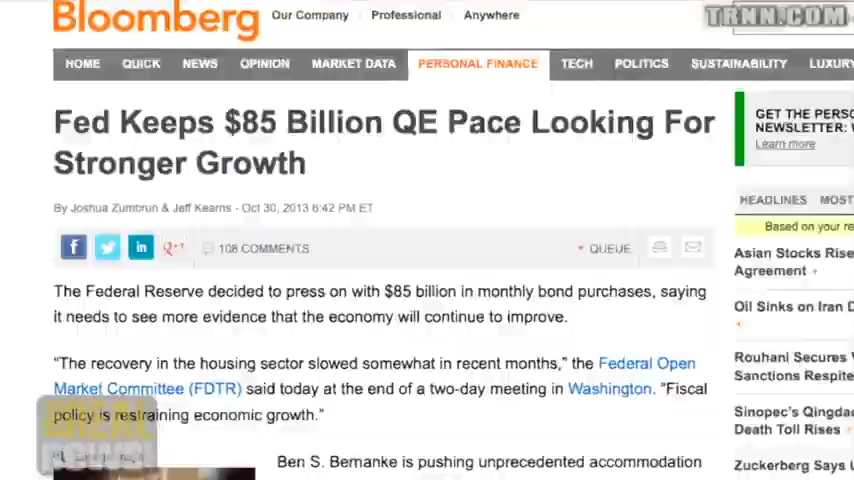 Bloomberg
Our Company
Professional
Anywhere
TRNN.COM
HOME QUICK NEWS OPINION MARKET DATA PERSONAL FINANCE TECH POLITICS SUSTAINABILITY LUXURY
Fed Keeps $85 Billion QE Pace Looking For
Stronger Growth
By Joshua Zumbrun & Jeff Kearns - Oct 30, 2013 6:42 PM ET
108 COMMENTS
QUEUE
The Federal Reserve decided to press on with $85 billion in monthly bond purchases, saying
it needs to see more evidence that the economy will continue to improve.
“The recovery in the housing sector slowed somewhat in recent months,” the Federal Open
Market Committee (FDTR) said today at the end of a two-day meeting in Washington. “Fiscal
policy is restraining economic growth.”
Ben S. Bernanke is pushing unprecedented accommodation
GET THE PERSO
NEWSLETTER:
Learn more
HEADLINES MOST
Based on your re
Asian Stocks Rise
Agreement
Oil Sinks on Iran D
Rouhani Secures
Sanctions Respite
Sinopec's Qingdao
Death Toll Rises
Zuckerberg Says